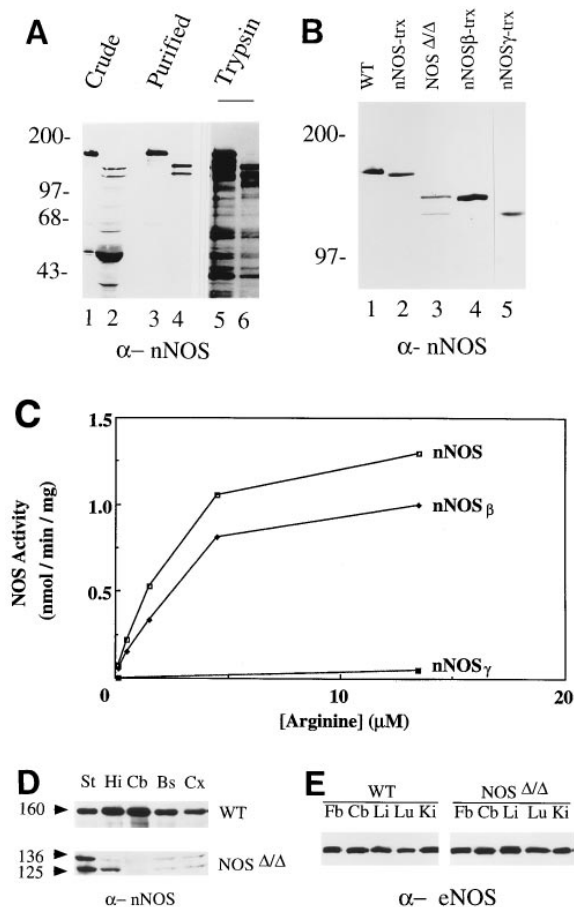 A
Crude
Purified
Trypsin
200-
97-
68-
43-
1 2 3 4 5 6
α– nNOS
B
WT
nNOS-trx
NOS Δ/Δ
nNOSβ-trx
nNOSγ-trx
200-
97-
1 2 3 4 5
α- nNOS
C
1.5
1.0
0.5
0 10 20
NOS Activity
(nmol / min / mg)
[Arginine] (μM)
nNOS
nNOS β
nNOS γ
D
St Hi Cb Bs Cx
160
WT
136
125
NOS Δ/Δ
α– nNOS
E
WT
NOS Δ/Δ
Fb Cb Li Lu Ki
Fb Cb Li Lu Ki
α– eNOS